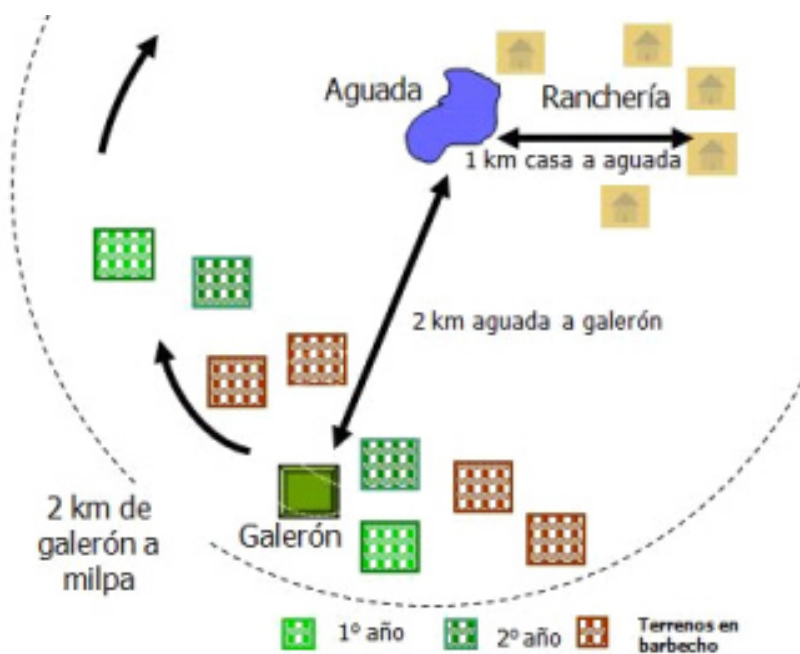 Aguada
Ranchería
1 km casa a aguada
2 km aguada a galerón
2 km de
galerón a
milpa
Galerón
1º año
2º año
Terrenos en
barbecho